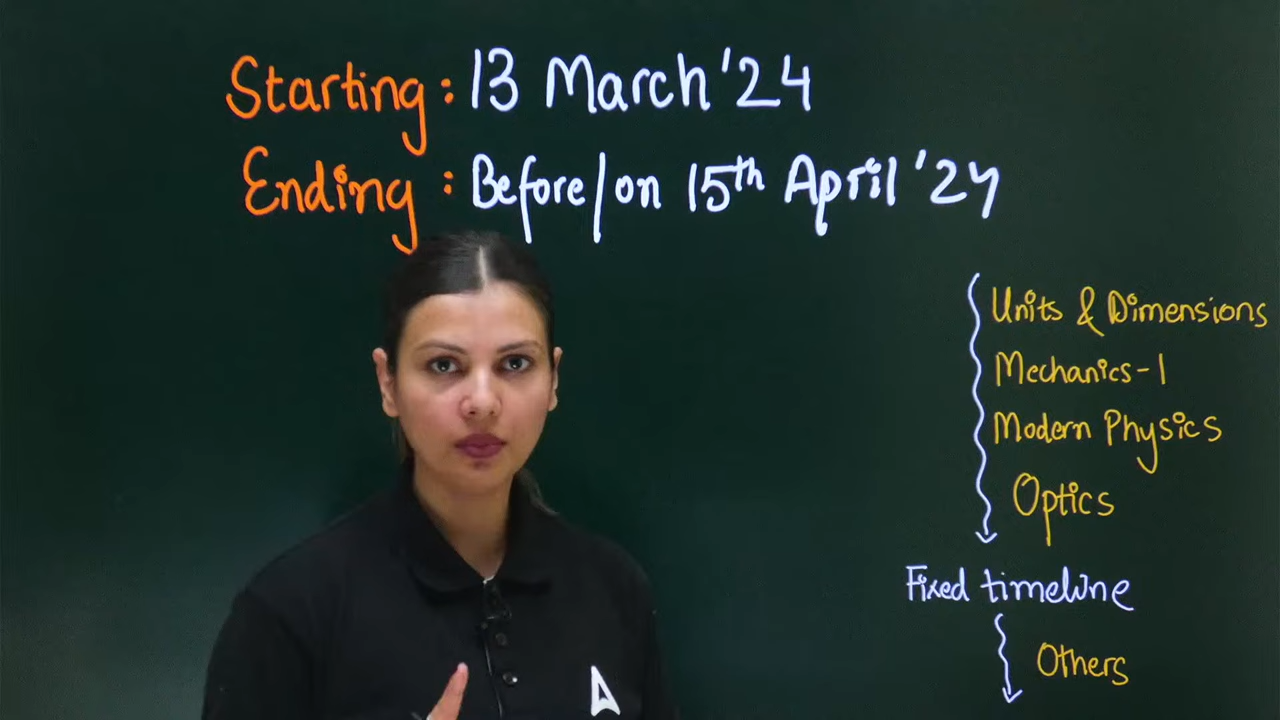 Starting : 13 March '24
Ending : Before/on 15th April '24
Units & Dimensions
Mechanics-1
Modern Physics
Optics
Fixed timeline
Others